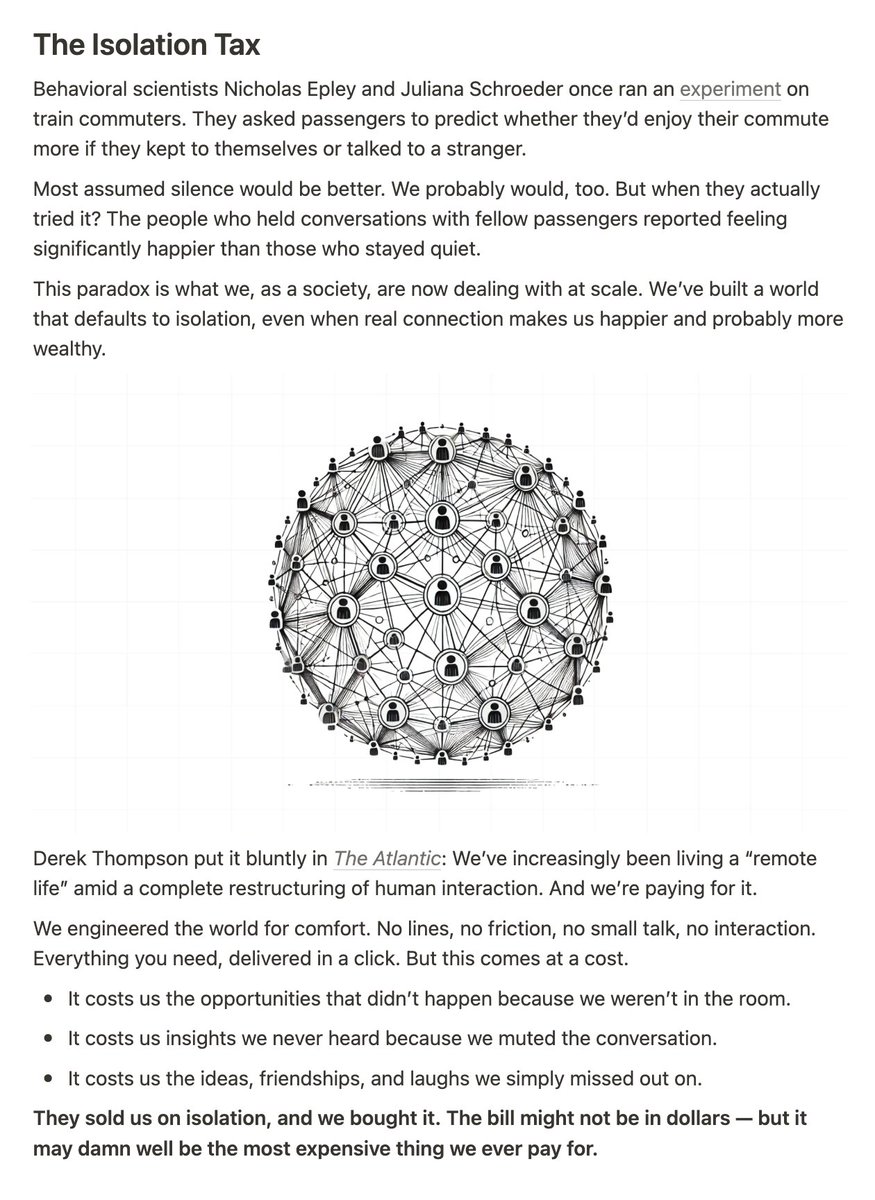 The Isolation Tax
Behavioral scientists Nicholas Epley and Juliana Schroeder once ran an experiment on
train commuters. They asked passengers to predict whether they’d enjoy their commute
more if they kept to themselves or talked to a stranger.
Most assumed silence would be better. We probably would, too. But when they actually
tried it? The people who held conversations with fellow passengers reported feeling
significantly happier than those who stayed quiet.
This paradox is what we, as a society, are now dealing with at scale. We’ve built a world
that defaults to isolation, even when real connection makes us happier and probably more
wealthy.
Derek Thompson put it bluntly in The Atlantic: We’ve increasingly been living a “remote
life” amid a complete restructuring of human interaction. And we’re paying for it.
We engineered the world for comfort. No lines, no friction, no small talk, no interaction.
Everything you need, delivered in a click. But this comes at a cost.
• It costs us the opportunities that didn’t happen because we weren’t in the room.
• It costs us insights we never heard because we muted the conversation.
• It costs us the ideas, friendships, and laughs we simply missed out on.
They sold us on isolation, and we bought it. The bill might not be in dollars — but it
may damn well be the most expensive thing we ever pay for.